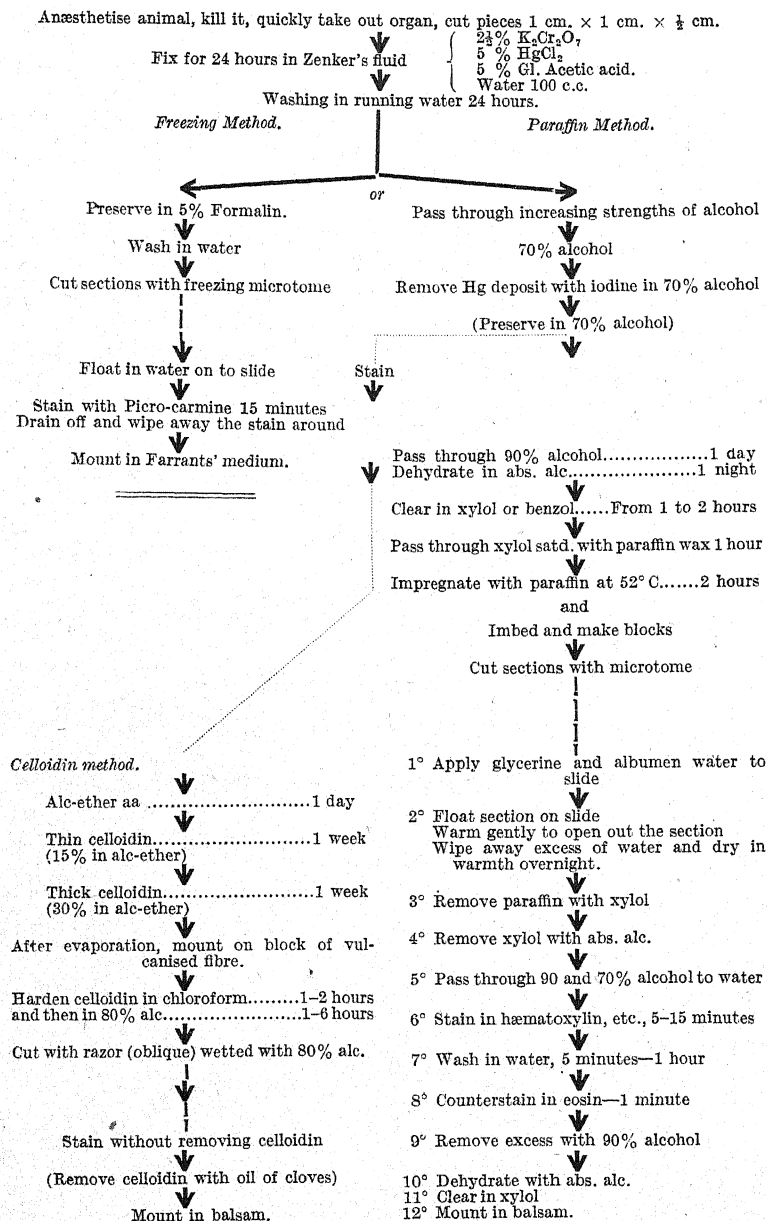 Anæsthetise animal, kill it, quickly take out organ, cut pieces 1 cm. × 1 cm. × ½ cm.
Fix for 24 hours in Zenker's fluid
2½% K₂Cr₂O₇
5 % HgCl₂
5 % Gl. Acetic acid.
Water 100 c.c.
Washing in running water 24 hours.
Freezing Method.
Paraffin Method.
or
Preserve in 5% Formalin.
Wash in water
Cut sections with freezing microtome
Float in water on to slide
Stain with Picro-carmine 15 minutes
Drain off and wipe away the stain around
Mount in Farrants' medium.
Pass through increasing strengths of alcohol
70% alcohol
Remove Hg deposit with iodine in 70% alcohol
(Preserve in 70% alcohol)
Stain
Pass through 90% alcohol..................1 day
Dehydrate in abs. alc.......................1 night
Clear in xylol or benzol......From 1 to 2 hours
Pass through xylol satd. with paraffin wax 1 hour
Impregnate with paraffin at 52° C.......2 hours
and
Imbed and make blocks
Cut sections with microtome
1° Apply glycerine and albumen water to
slide
2° Float section on slide
Warm gently to open out the section
Wipe away excess of water and dry in
warmth overnight.
3° Remove paraffin with xylol
4° Remove xylol with abs. alc.
5° Pass through 90 and 70% alcohol to water
6° Stain in hæmatoxylin, etc., 5–15 minutes
7° Wash in water, 5 minutes—1 hour
8° Counterstain in eosin—1 minute
9° Remove excess with 90% alcohol
10° Dehydrate with abs. alc.
11° Clear in xylol
12° Mount in balsam.
Celloidin method.
Alc-ether aa ............................1 day
Thin celloidin...........................1 week
(15% in alc-ether)
Thick celloidin..........................1 week
(30% in alc-ether)
After evaporation, mount on block of vul-
canised fibre.
Harden celloidin in chloroform.........1–2 hours
and then in 80% alc.......................1–6 hours
Cut with razor (oblique) wetted with 80% alc.
Stain without removing celloidin
(Remove celloidin with oil of cloves)
Mount in balsam.